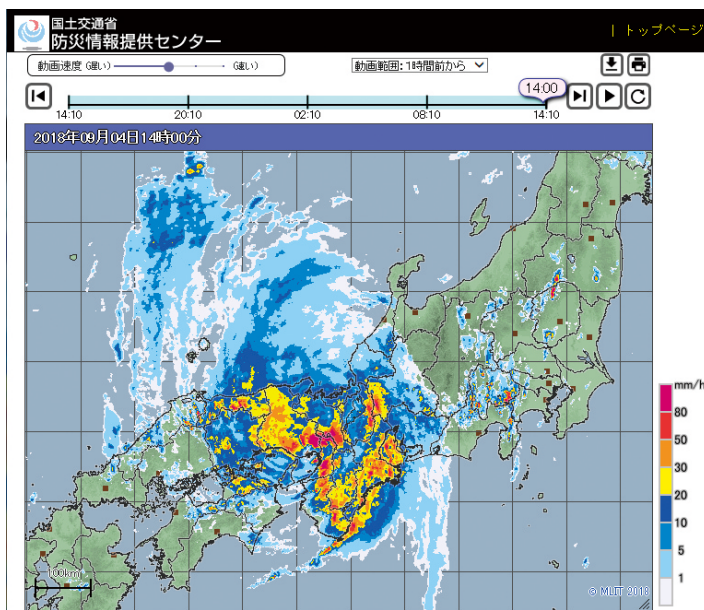 国土交通省
防災情報提供センター
| トップページ
動画速度 (遅い) (速い)
動画範囲:1時間前から
14:00
14:10 20:10 02:10 08:10 14:10
2018年09月04日14時00分
mm/h
80
50
30
20
10
5
1
100km
© MLIT 2018